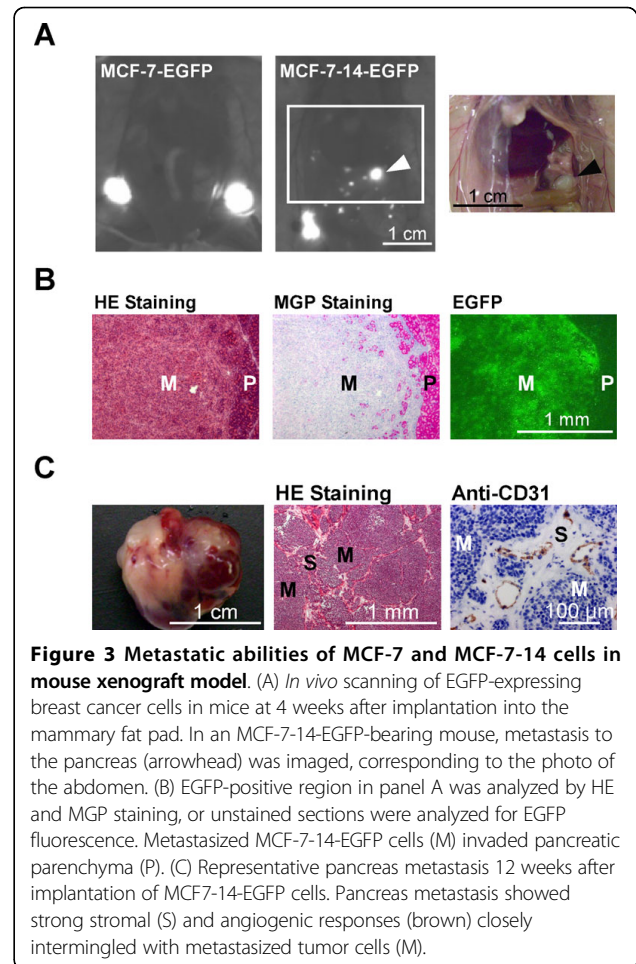 A
MCF-7-EGFP
MCF-7-14-EGFP
1 cm
1 cm
B
HE Staining
MGP Staining
EGFP
M
P
M
P
M
P
1 mm
C
HE Staining
Anti-CD31
1 cm
S
M
M
1 mm
M
S
M
100 µm
Figure 3 Metastatic abilities of MCF-7 and MCF-7-14 cells in
mouse xenograft model. (A) In vivo scanning of EGFP-expressing
breast cancer cells in mice at 4 weeks after implantation into the
mammary fat pad. In an MCF-7-14-EGFP-bearing mouse, metastasis to
the pancreas (arrowhead) was imaged, corresponding to the photo of
the abdomen. (B) EGFP-positive region in panel A was analyzed by HE
and MGP staining, or unstained sections were analyzed for EGFP
fluorescence. Metastasized MCF-7-14-EGFP cells (M) invaded pancreatic
parenchyma (P). (C) Representative pancreas metastasis 12 weeks after
implantation of MCF7-14-EGFP cells. Pancreas metastasis showed
strong stromal (S) and angiogenic responses (brown) closely
intermingled with metastasized tumor cells (M).